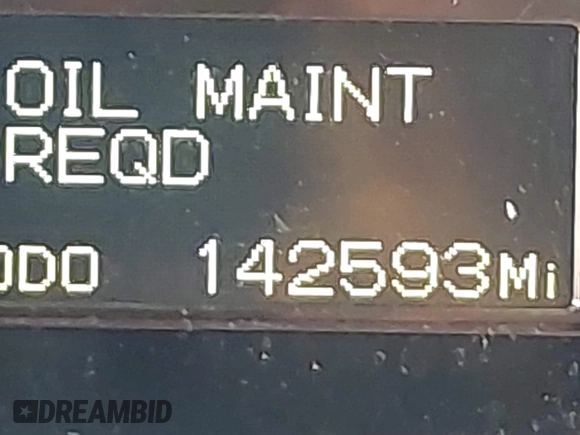 OIL MAINT
REQD
ODO 142593Mi
DREAMBID